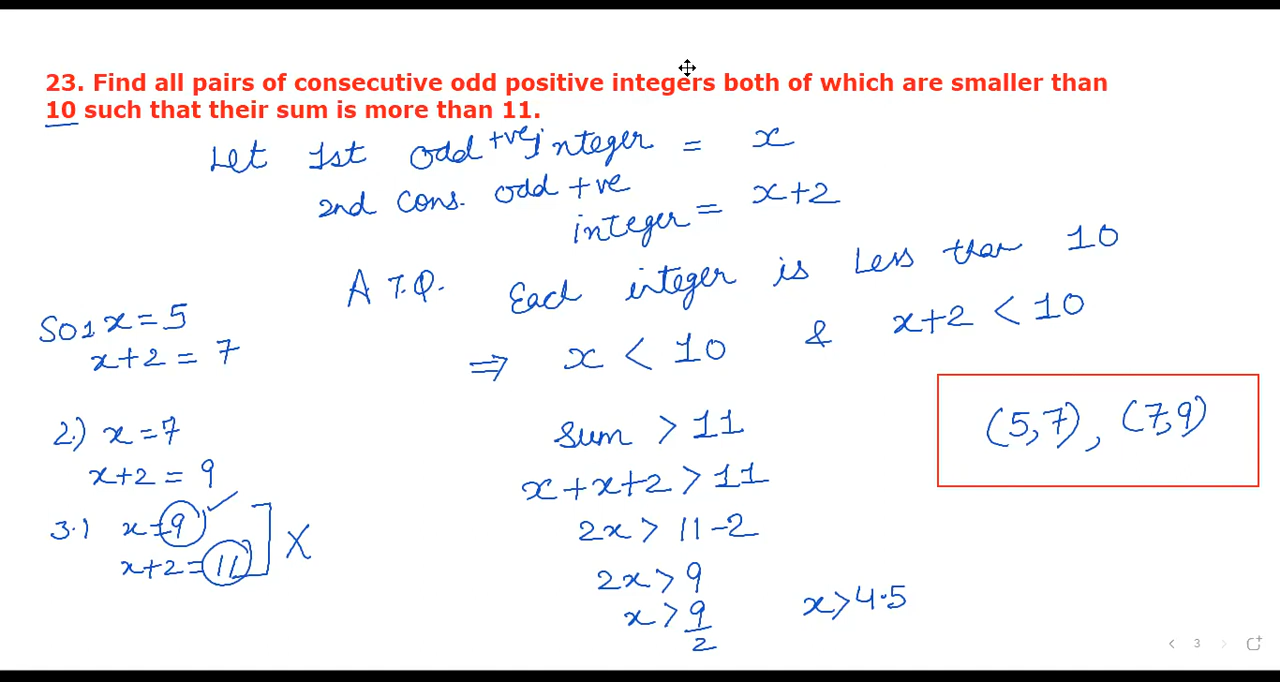 23. Find all pairs of consecutive odd positive integers both of which are smaller than
10 such that their sum is more than 11.
Let 1st odd +ve integer = x
2nd cons. odd +ve
integer = x+2
A T.Q. Each integer is less than 10
⇒ x < 10 & x+2 < 10
Sum > 11
x+x+2 > 11
2x > 11-2
2x > 9
x > 9/2
x > 4.5
So 1 x = 5
x+2 = 7
2.) x = 7
x+2 = 9
3.) x = 9 ✓
x+2 = 11 ] X
(5,7), (7,9)
3